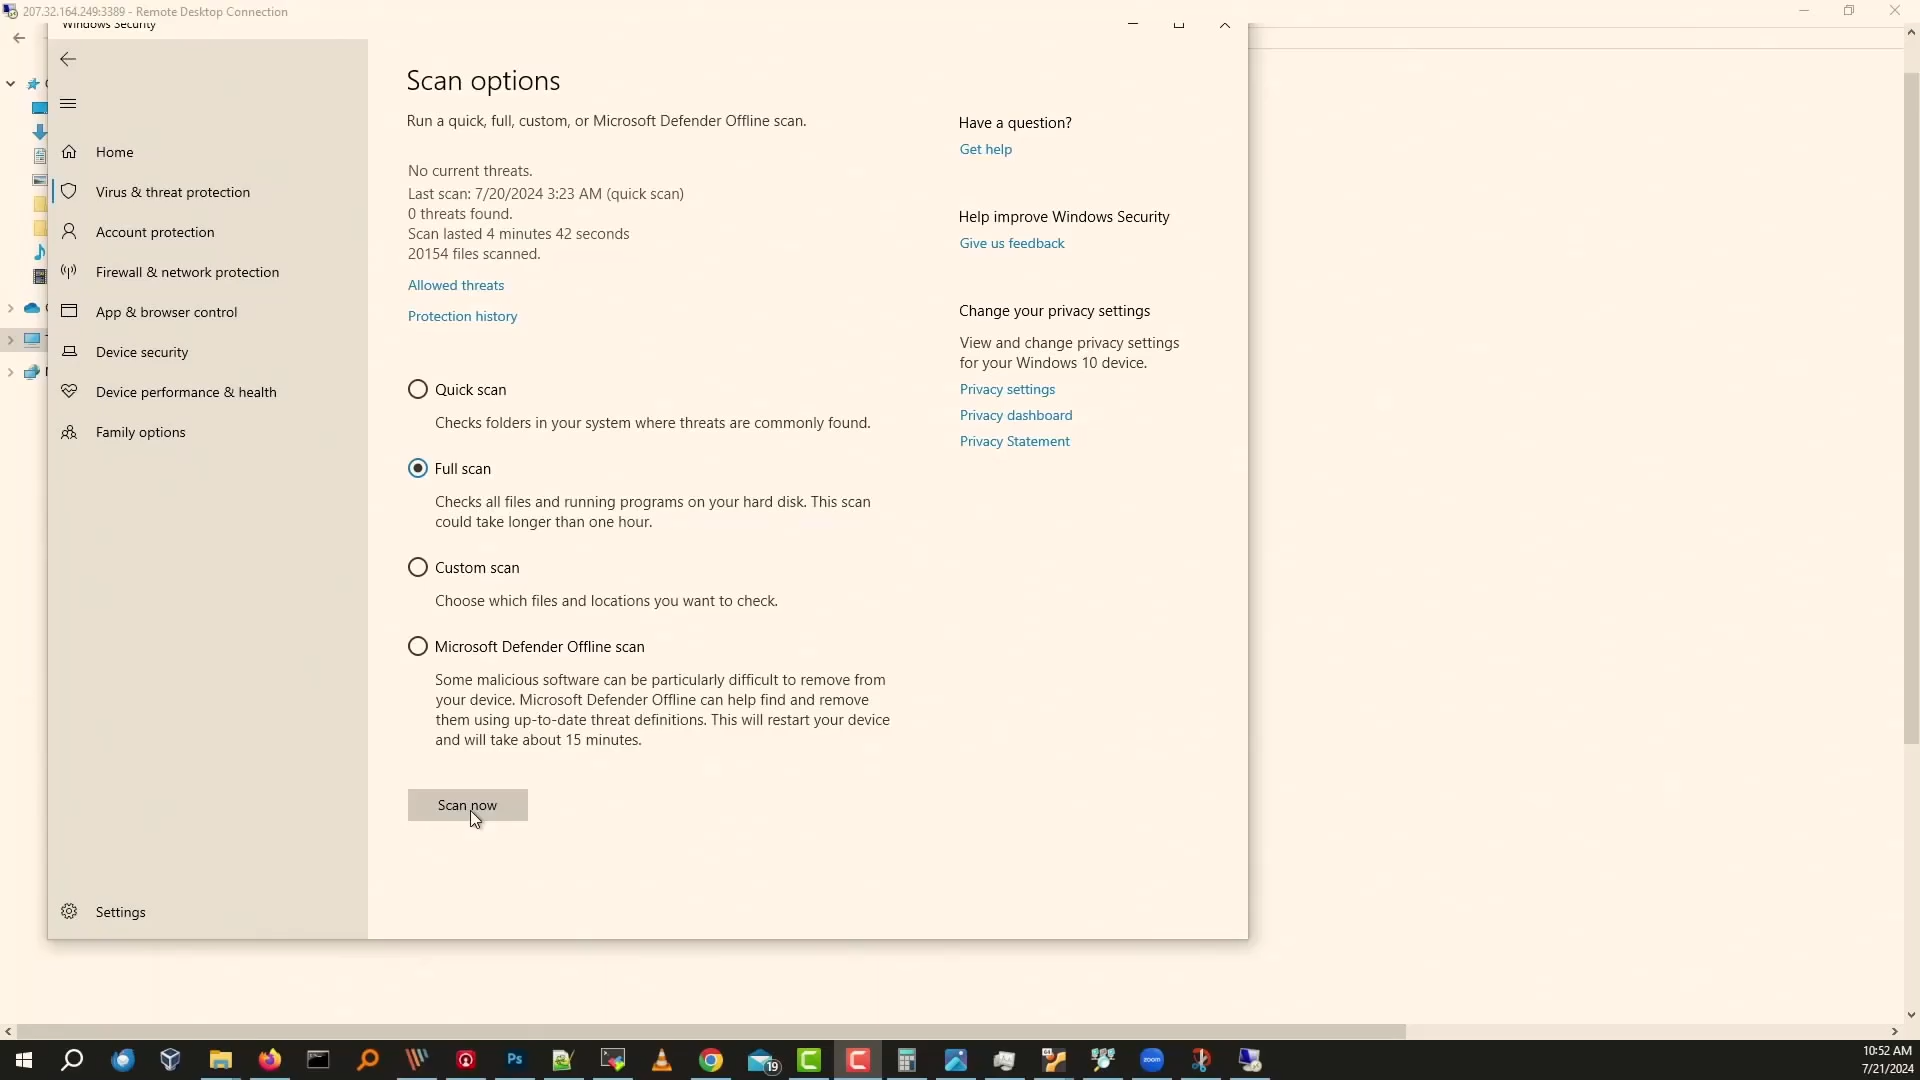 207.32.164.249:3389 - Remote Desktop Connection
Windows Security
Scan options
Run a quick, full, custom, or Microsoft Defender Offline scan.
No current threats.
Last scan: 7/20/2024 3:23 AM (quick scan)
0 threats found.
Scan lasted 4 minutes 42 seconds
20154 files scanned.
Allowed threats
Protection history
Quick scan
Checks folders in your system where threats are commonly found.
Full scan
Checks all files and running programs on your hard disk. This scan
could take longer than one hour.
Custom scan
Choose which files and locations you want to check.
Microsoft Defender Offline scan
Some malicious software can be particularly difficult to remove from
your device. Microsoft Defender Offline can help find and remove
them using up-to-date threat definitions. This will restart your device
and will take about 15 minutes.
Scan now
Home
Virus & threat protection
Account protection
Firewall & network protection
App & browser control
Device security
Device performance & health
Family options
Settings
Have a question?
Get help
Help improve Windows Security
Give us feedback
Change your privacy settings
View and change privacy settings
for your Windows 10 device.
Privacy settings
Privacy dashboard
Privacy Statement
Ps
19
zoom
10:52 AM
7/21/2024